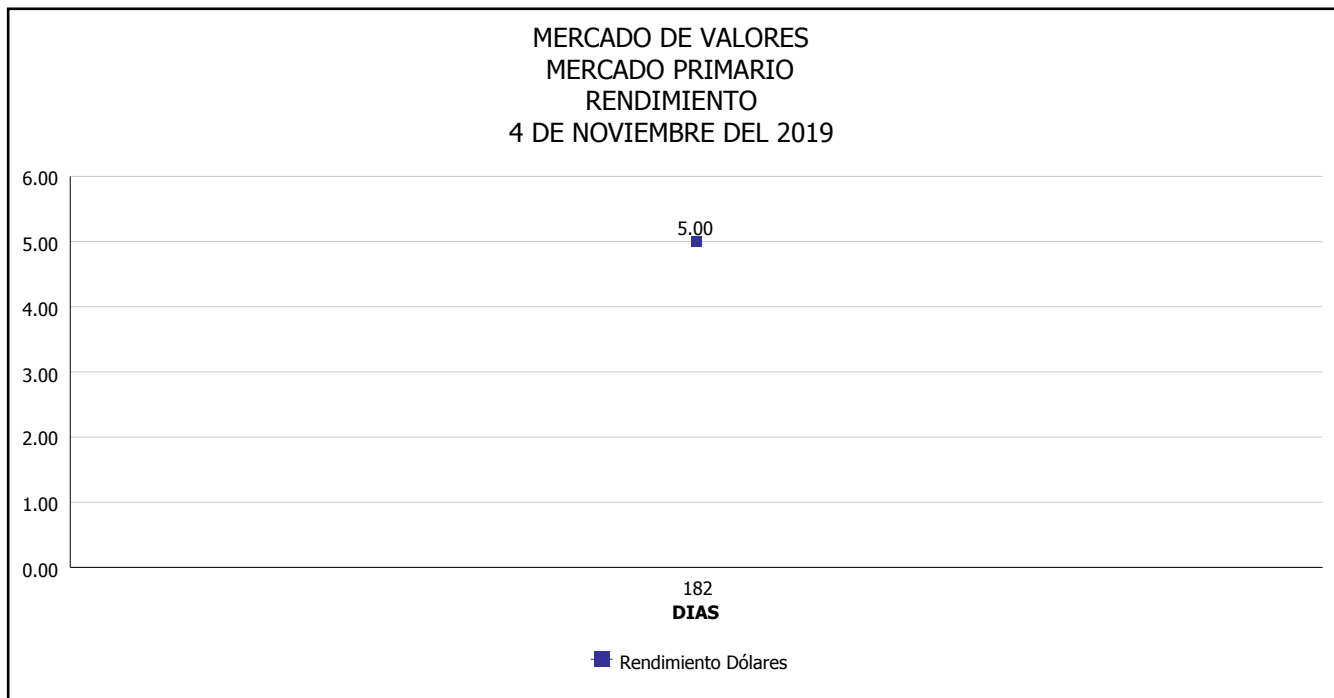 MERCADO DE VALORES
MERCADO PRIMARIO
RENDIMIENTO
4 DE NOVIEMBRE DEL 2019
6.00
5.00
5.00
4.00
3.00
2.00
1.00
0.00
182
DIAS
Rendimiento Dólares